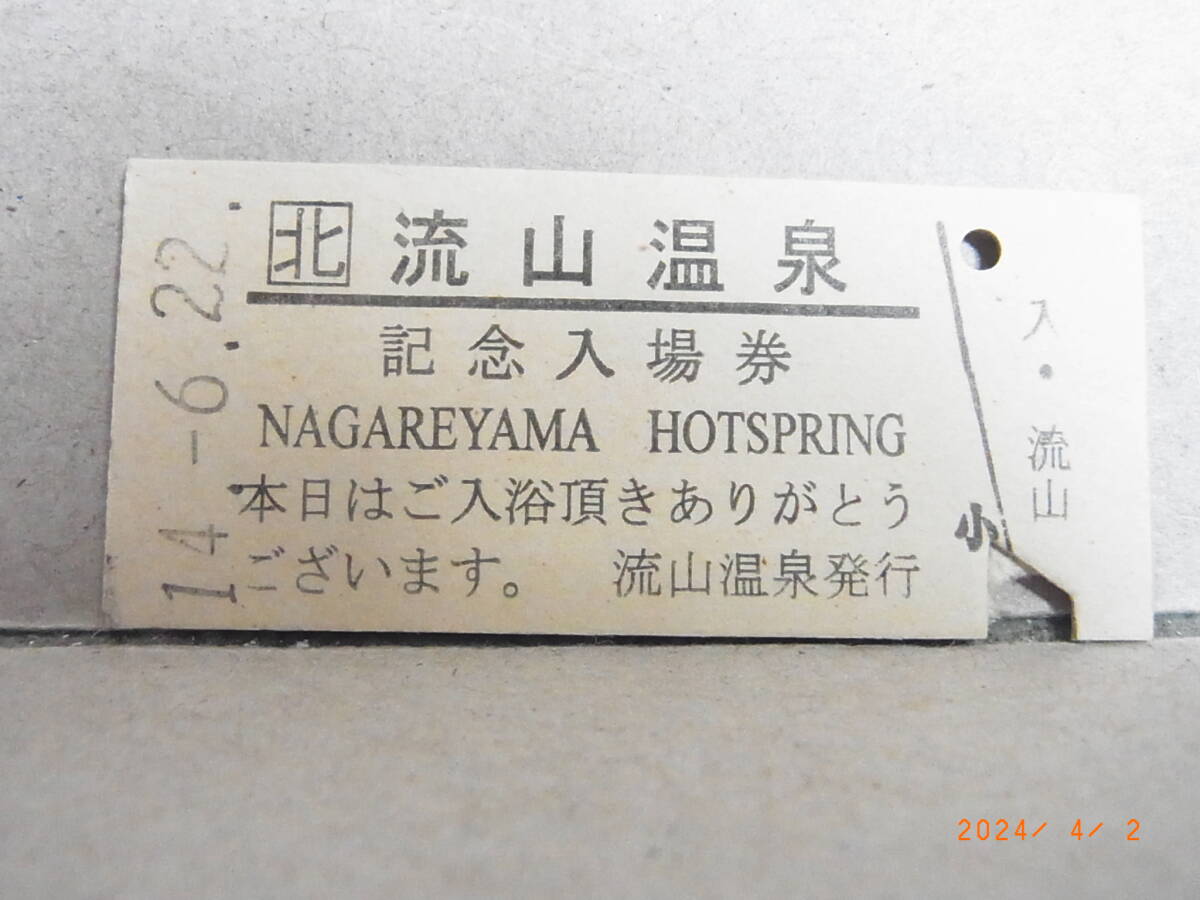 14.-6.22.
北 流山温泉
記念入場券
NAGAREYAMA HOTSPRING
本日はご入浴頂きありがとう
ございます。 流山温泉発行
小
入・流山
2024/ 4/ 2